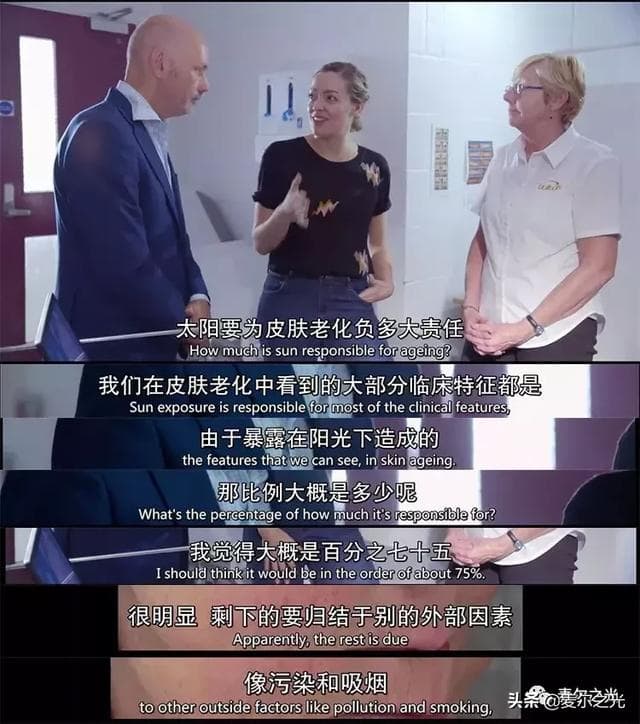 太阳要为皮肤老化负多大责任
How much is sun responsible for ageing?
我们在皮肤老化中看到的大部分临床特征都是
Sun exposure is responsible for most of the clinical features,
由于暴露在阳光下造成的
the features that we can see, in skin ageing.
那比例大概是多少呢
What's the percentage of how much it's responsible for?
我觉得大概是百分之七十五
I should think it would be in the order of about 75%.
很明显 剩下的要归结于别的外部因素
Apparently, the rest is due
像污染和吸烟
to other outside factors like pollution and smoking,
麦尔之光
头条@麦尔之光